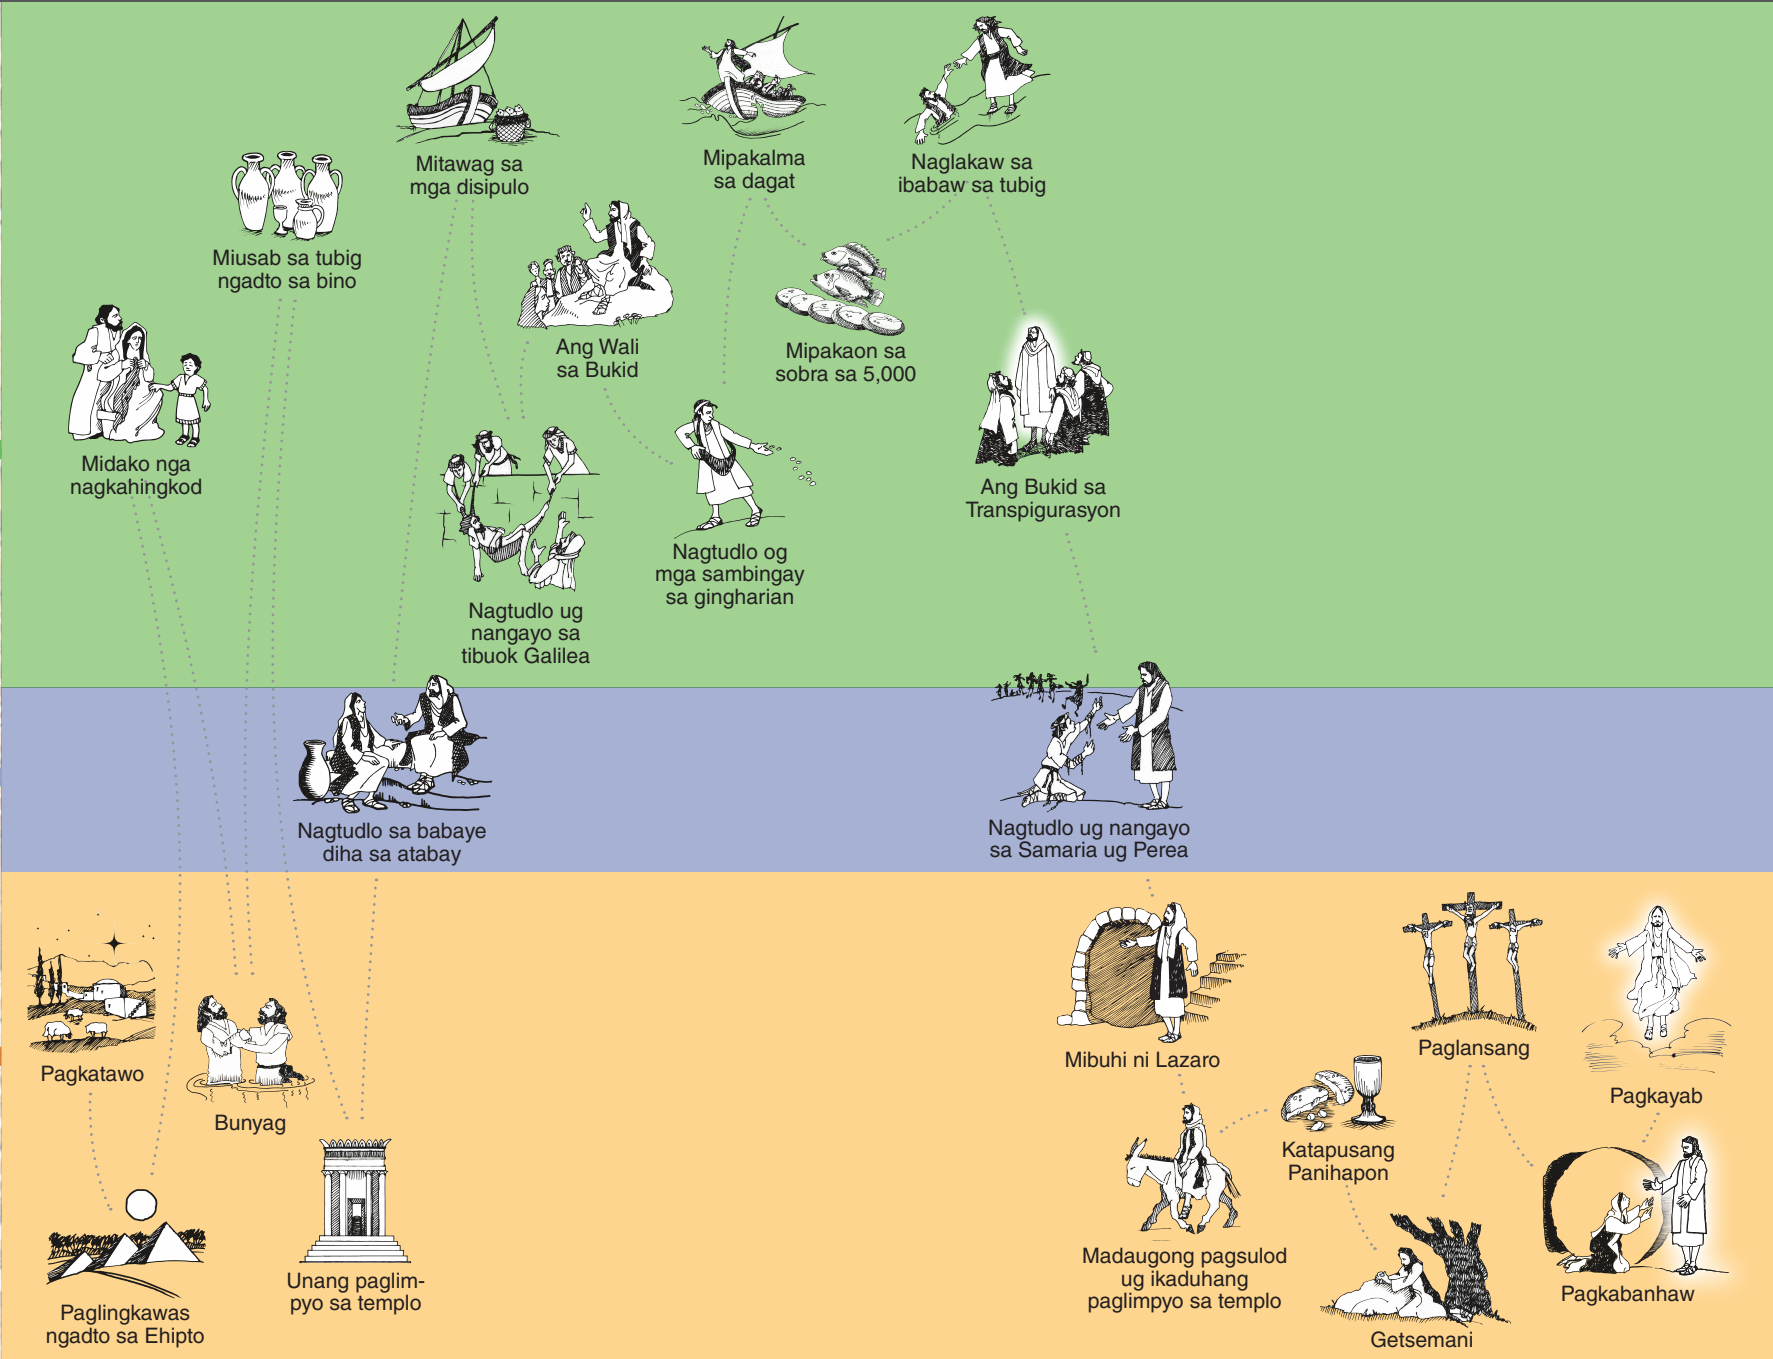 Mitawag sa
mga disipulo
Mipakalma
sa dagat
Naglakaw sa
ibabaw sa tubig
Miusab sa tubig
ngadto sa bino
Ang Wali
sa Bukid
Mipakaon sa
sobra sa 5,000
Midako nga
nagkahingkod
Ang Bukid sa
Transpigurasyon
Nagtudlo og
mga sambingay
sa gingharian
Nagtudlo ug
nangayo sa
tibuok Galilea
Nagtudlo sa babaye
diha sa atabay
Nagtudlo ug nangayo
sa Samaria ug Perea
Pagkatawo
Bunyag
Mibuhi ni Lazaro
Paglansang
Pagkayab
Katapusang
Panihapon
Paglingkawas
ngadto sa Ehipto
Unang paglim-
pyo sa templo
Madaugong pagsulod
ug ikaduhang
paglimpyo sa templo
Getsemani
Pagkabanhaw